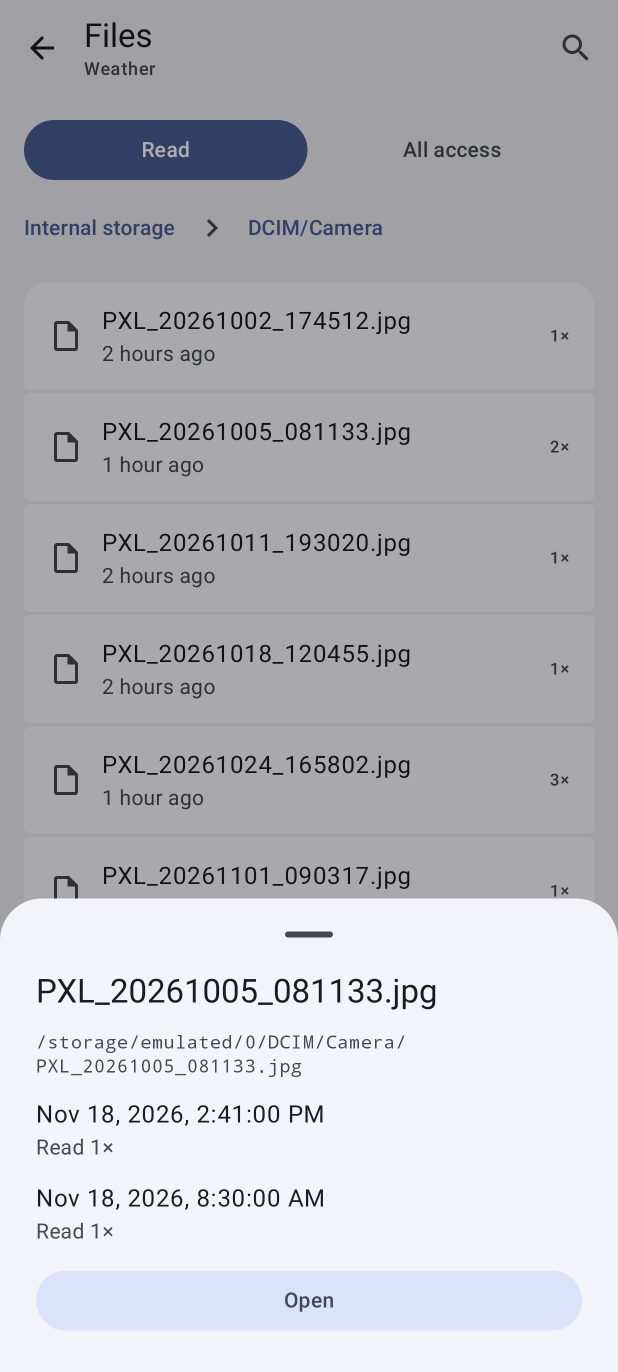 Files
Weather
Read
All access
Internal storage
DCIM/Camera
PXL_20261002_174512.jpg
2 hours ago
1×
PXL_20261005_081133.jpg
1 hour ago
2×
PXL_20261011_193020.jpg
2 hours ago
1×
PXL_20261018_120455.jpg
2 hours ago
1×
PXL_20261024_165802.jpg
1 hour ago
3×
PXL_20261101_090317.jpg
1×
PXL_20261005_081133.jpg
/storage/emulated/0/DCIM/Camera/
PXL_20261005_081133.jpg
Nov 18, 2026, 2:41:00 PM
Read 1×
Nov 18, 2026, 8:30:00 AM
Read 1×
Open